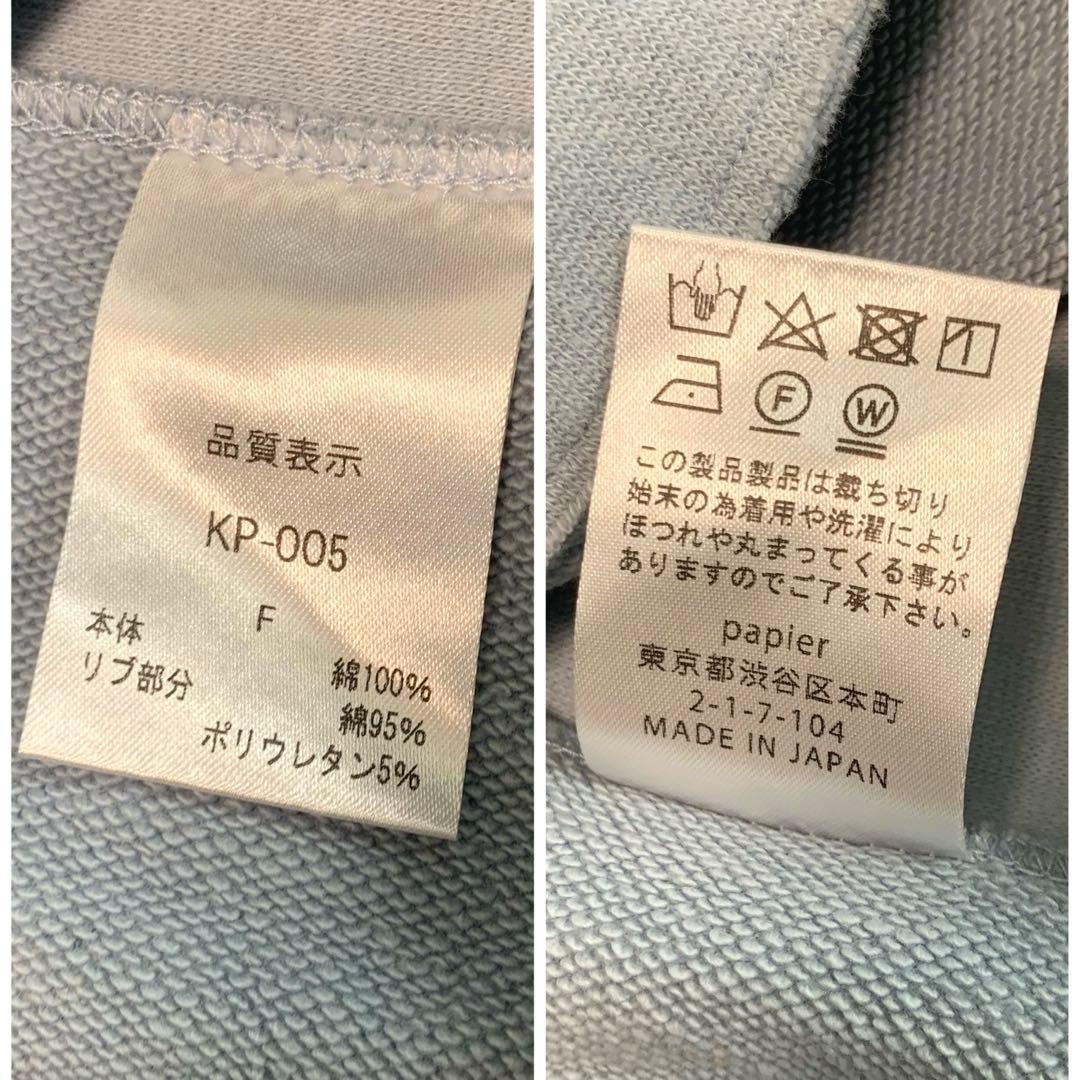 品質表示
KP-005
F
本体
綿100%
リブ部分
綿95%
ポリウレタン5%
F
W
この製品製品は裁ち切り
始末の為着用や洗濯により
ほつれや丸まってくる事が
ありますのでご了承下さい。
papier
東京都渋谷区本町
2-1-7-104
MADE IN JAPAN